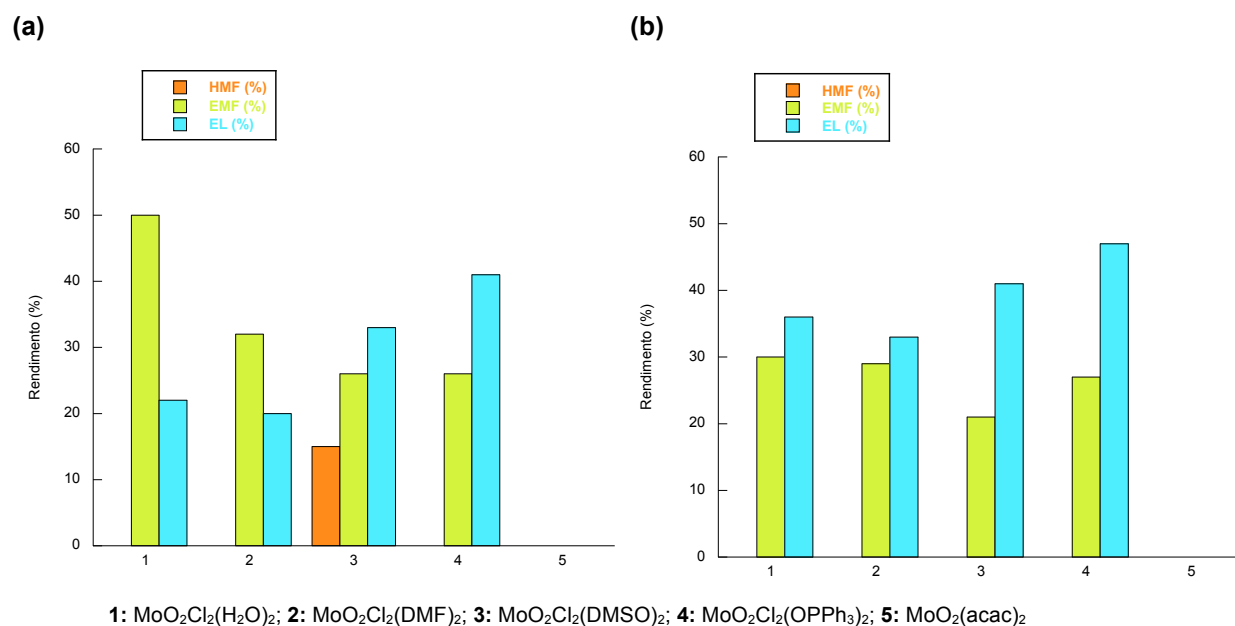 (a)
HMF (%)
EMF (%)
EL (%)
Rendimento (%)
60
50
40
30
20
10
0
1 2 3 4 5
(b)
HMF (%)
EMF (%)
EL (%)
Rendimento (%)
60
50
40
30
20
10
0
1 2 3 4 5
1: MoO₂Cl₂(H₂O)₂; 2: MoO₂Cl₂(DMF)₂; 3: MoO₂Cl₂(DMSO)₂; 4: MoO₂Cl₂(OPPh₃)₂; 5: MoO₂(acac)₂